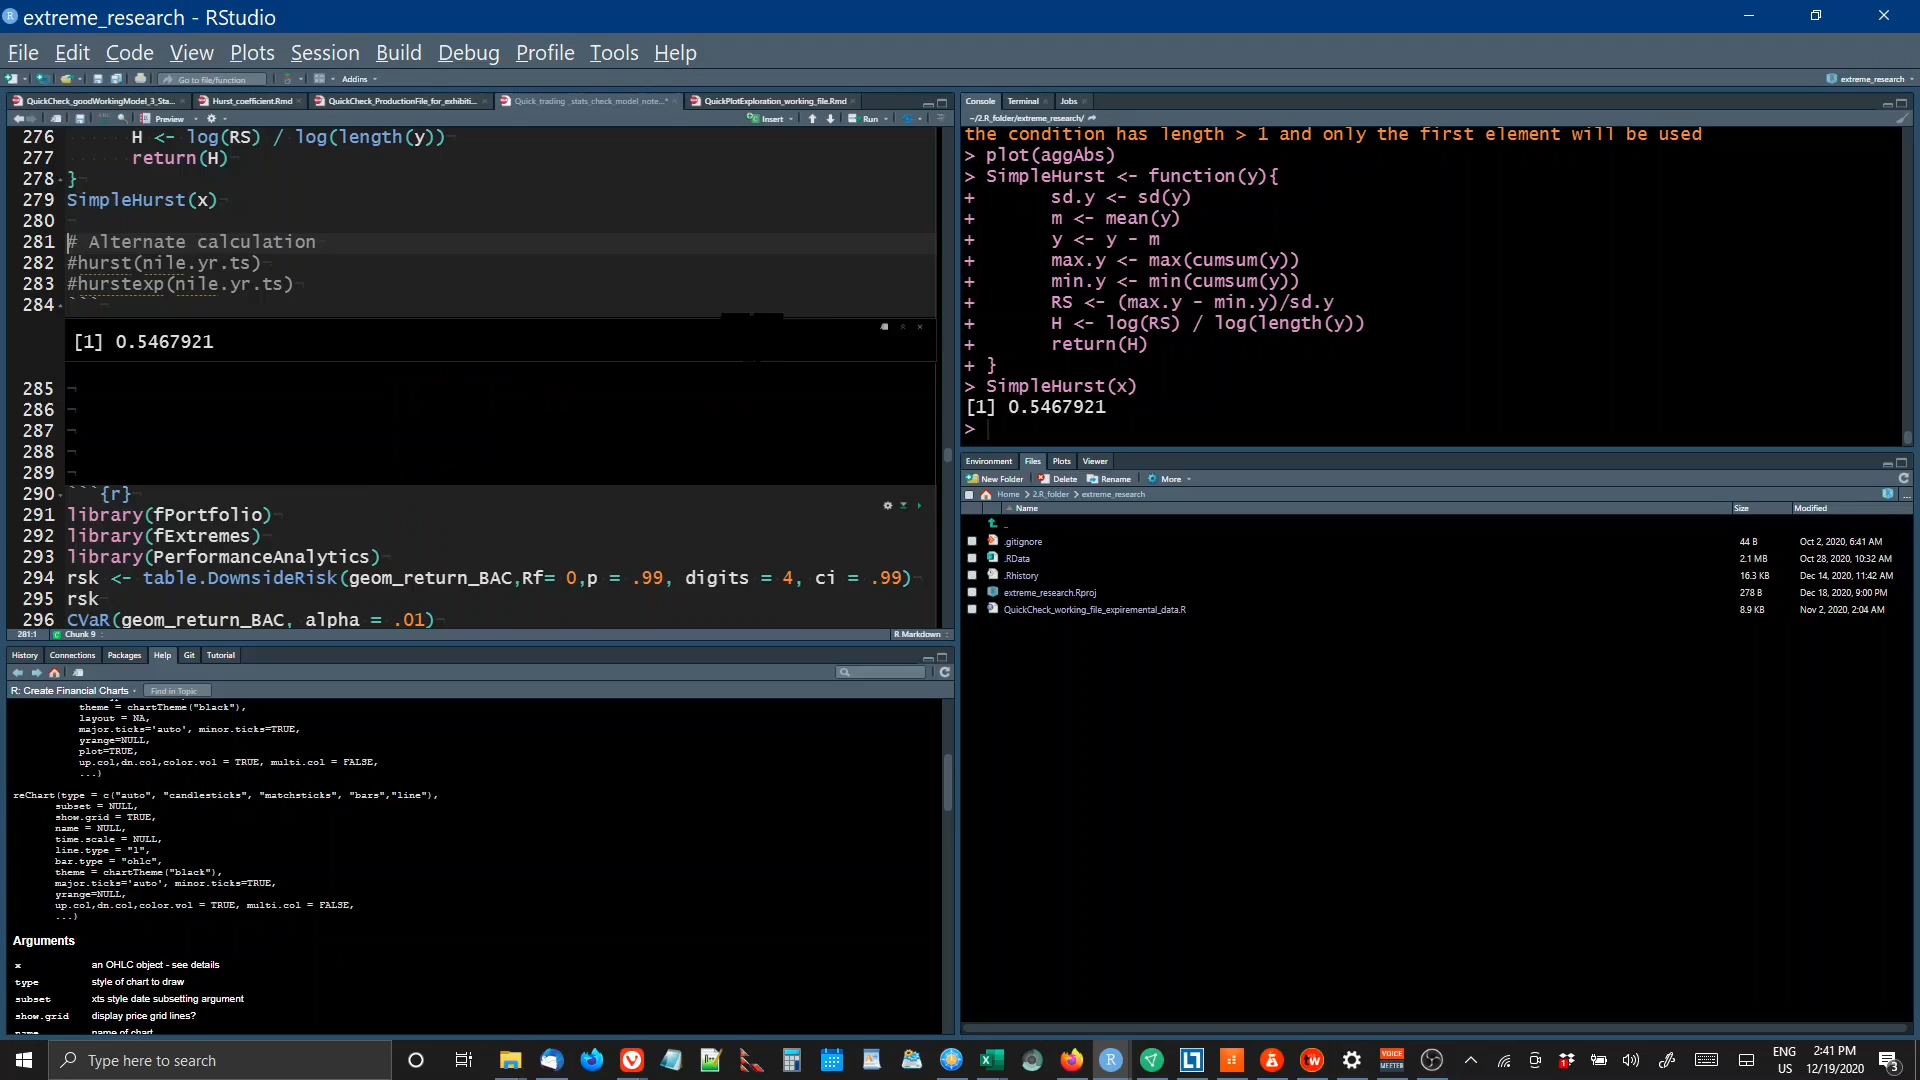 extreme_research - RStudio
File Edit Code View Plots Session Build Debug Profile Tools Help
Go to file/function Addins extreme_research
QuickCheck_goodWorkingModel_3_Sta... Hurst_coefficient.Rmd QuickCheck_ProductionFile_for_exhibiti... Quick_trading _stats_check_model_note...* QuickPlotExploration_working_file.Rmd
Preview Insert Run
276 H <- log(RS) / log(length(y))
277 return(H)
278 }
279 SimpleHurst(x)
280
281 # Alternate calculation
282 #hurst(nile.yr.ts)
283 #hurstexp(nile.yr.ts)
284 ```
[1] 0.5467921
285
286
287
288
289
290 ```{r}
291 library(fPortfolio)
292 library(fExtremes)
293 library(PerformanceAnalytics)
294 rsk <- table.DownsideRisk(geom_return_BAC,Rf= 0,p = .99, digits = 4, ci = .99)
295 rsk
296 CVaR(geom_return_BAC, alpha = .01)
281:1 Chunk 9 R Markdown
History Connections Packages Help Git Tutorial
R: Create Financial Charts Find in Topic
theme = chartTheme("black"),
layout = NA,
major.ticks='auto', minor.ticks=TRUE,
yrange=NULL,
plot=TRUE,
up.col,dn.col,color.vol = TRUE, multi.col = FALSE,
...)
reChart(type = c("auto", "candlesticks", "matchsticks", "bars","line"),
subset = NULL,
show.grid = TRUE,
name = NULL,
time.scale = NULL,
line.type = "l",
bar.type = "ohlc",
theme = chartTheme("black"),
major.ticks='auto', minor.ticks=TRUE,
yrange=NULL,
up.col,dn.col,color.vol = TRUE, multi.col = FALSE,
...)
Arguments
x an OHLC object - see details
type style of chart to draw
subset xts style date subsetting argument
show.grid display price grid lines?
name name of chart
Console Terminal Jobs
~/2.R_folder/extreme_research/
the condition has length > 1 and only the first element will be used
> plot(aggAbs)
> SimpleHurst <- function(y){
+ sd.y <- sd(y)
+ m <- mean(y)
+ y <- y - m
+ max.y <- max(cumsum(y))
+ min.y <- min(cumsum(y))
+ RS <- (max.y - min.y)/sd.y
+ H <- log(RS) / log(length(y))
+ return(H)
+ }
> SimpleHurst(x)
[1] 0.5467921
>
Environment Files Plots Viewer
New Folder Delete Rename More
Home 2.R_folder extreme_research
Name Size Modified
..
.gitignore 44 B Oct 2, 2020, 6:41 AM
.RData 2.1 MB Oct 28, 2020, 10:32 AM
.Rhistory 16.3 KB Dec 14, 2020, 11:42 AM
extreme_research.Rproj 278 B Dec 18, 2020, 9:00 PM
QuickCheck_working_file_expiremental_data.R 8.9 KB Nov 2, 2020, 2:04 AM
Type here to search
VOICE MEETER
ENG US
2:41 PM
12/19/2020
3